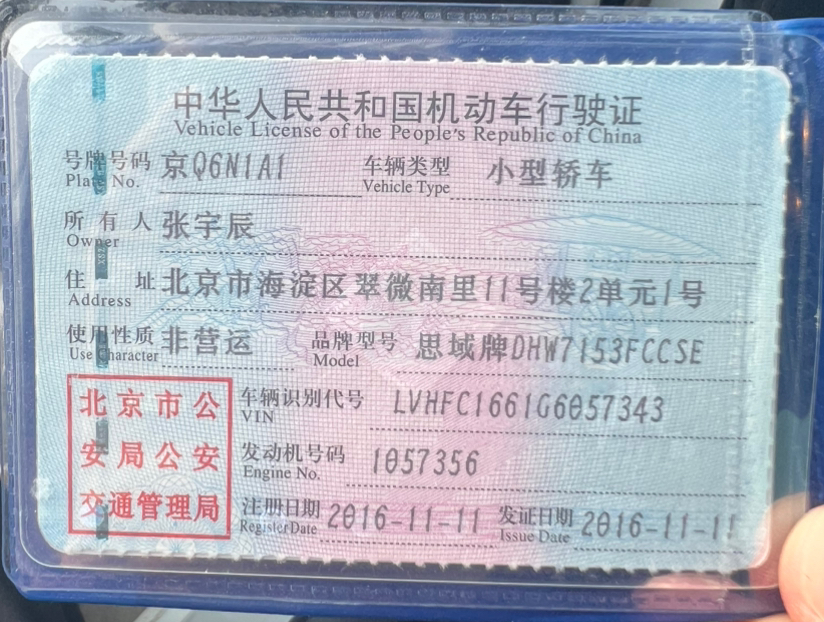 中华人民共和国机动车行驶证
Vehicle License of the People's Republic of China
号牌号码 京Q6N1A1 车辆类型 小型轿车
Plate No. Vehicle Type
所有人 张宇辰
Owner
住址 北京市海淀区翠微南里11号楼2单元1号
Address
使用性质 非营运 品牌型号 思域牌DHW7153FCCSE
Use Character Model
北京市公 车辆识别代号 LVHFC1661G6057343
VIN
安局公安 发动机号码 1057356
Engine No.
交通管理局 注册日期 2016-11-11 发证日期 2016-11-11
Register Date Issue Date